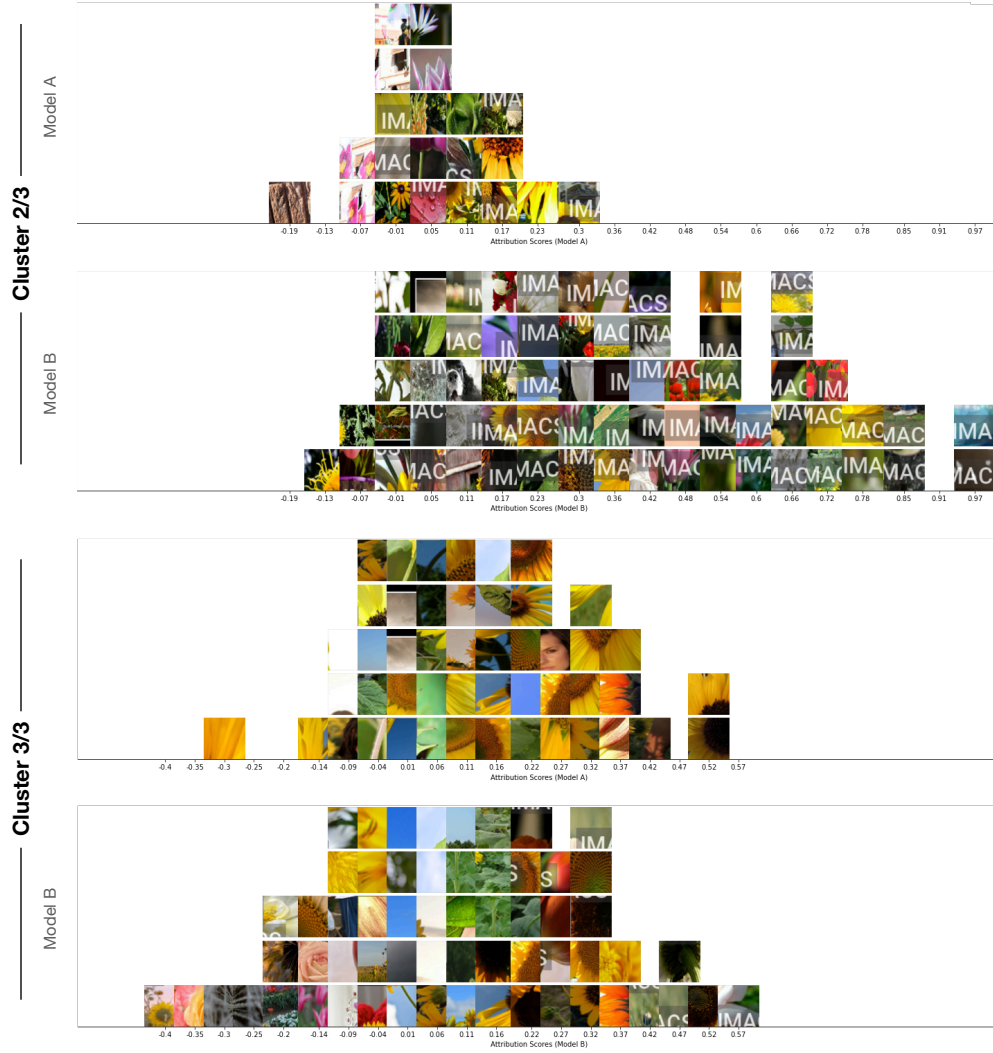 Cluster 2/3
Model A
-0.19 -0.13 -0.07 -0.01 0.05 0.11 0.17 0.23 0.3 0.36 0.42 0.48 0.54 0.6 0.66 0.72 0.78 0.85 0.91 0.97
Attribution Scores (Model A)
Model B
-0.19 -0.13 -0.07 -0.01 0.05 0.11 0.17 0.23 0.3 0.36 0.42 0.48 0.54 0.6 0.66 0.72 0.78 0.85 0.91 0.97
Attribution Scores (Model B)
Cluster 3/3
-0.4 -0.35 -0.3 -0.25 -0.2 -0.14 -0.09 -0.04 0.01 0.06 0.11 0.16 0.22 0.27 0.32 0.37 0.42 0.47 0.52 0.57
Attribution Scores (Model A)
Model B
-0.4 -0.35 -0.3 -0.25 -0.2 -0.14 -0.09 -0.04 0.01 0.06 0.11 0.16 0.22 0.27 0.32 0.37 0.42 0.47 0.52 0.57
Attribution Scores (Model B)